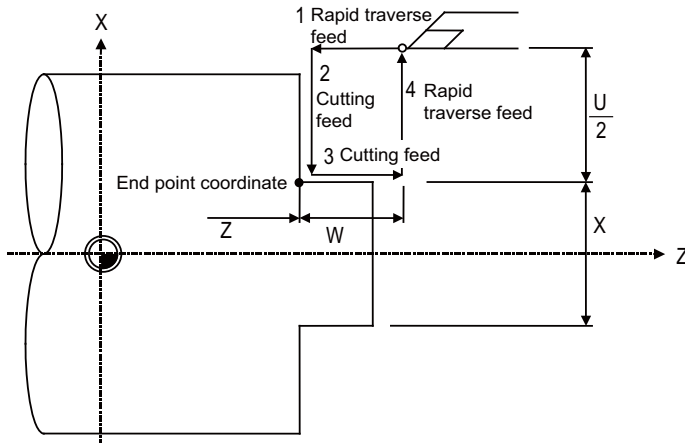 1 Rapid traverse
feed
X
2
Cutting
feed
4 Rapid
traverse feed
U
2
3 Cutting feed
End point coordinate
Z
W
X
Z